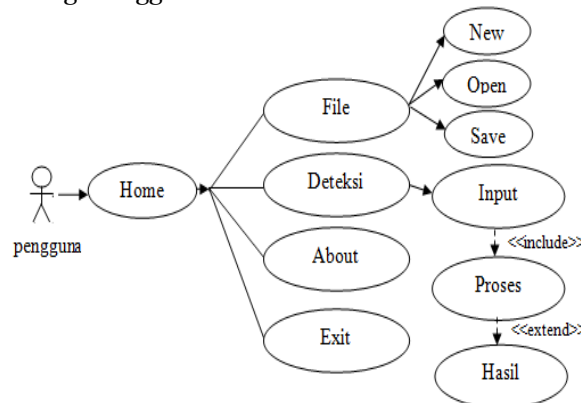 New
Open
Save
File
Deteksi
Input
Home
pengguna
<<include>>
About
Proses
<<extend>>
Exit
Hasil